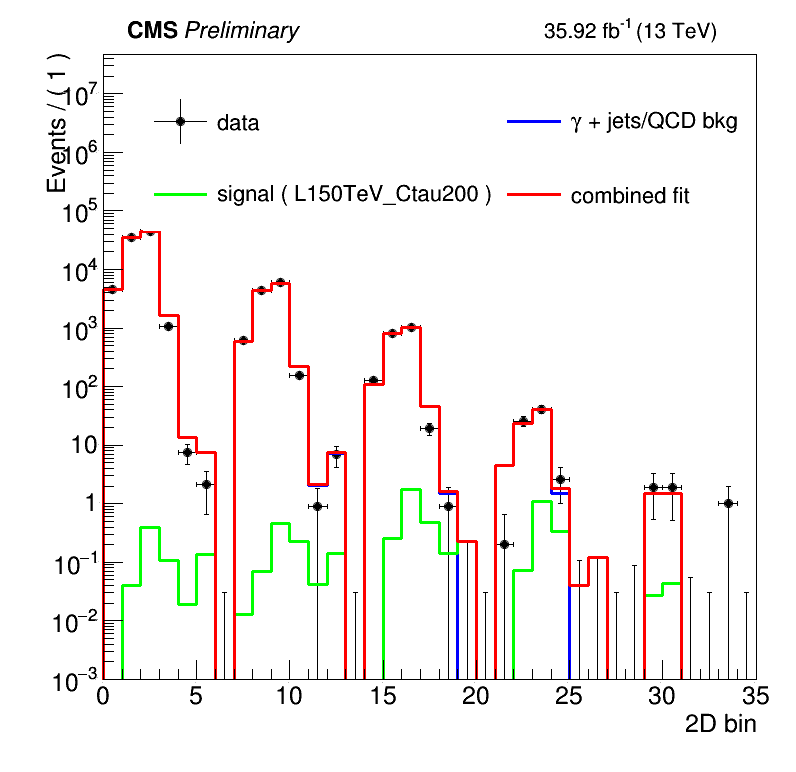 CMS Preliminary 35.92 fb⁻¹ (13 TeV)
Events / ( 1 )
data
γ + jets/QCD bkg
signal ( L150TeV_Ctau200 )
combined fit
10⁷
10⁶
10⁵
10⁴
10³
10²
10
1
10⁻¹
10⁻²
10⁻³
0 5 10 15 20 25 30 35
2D bin